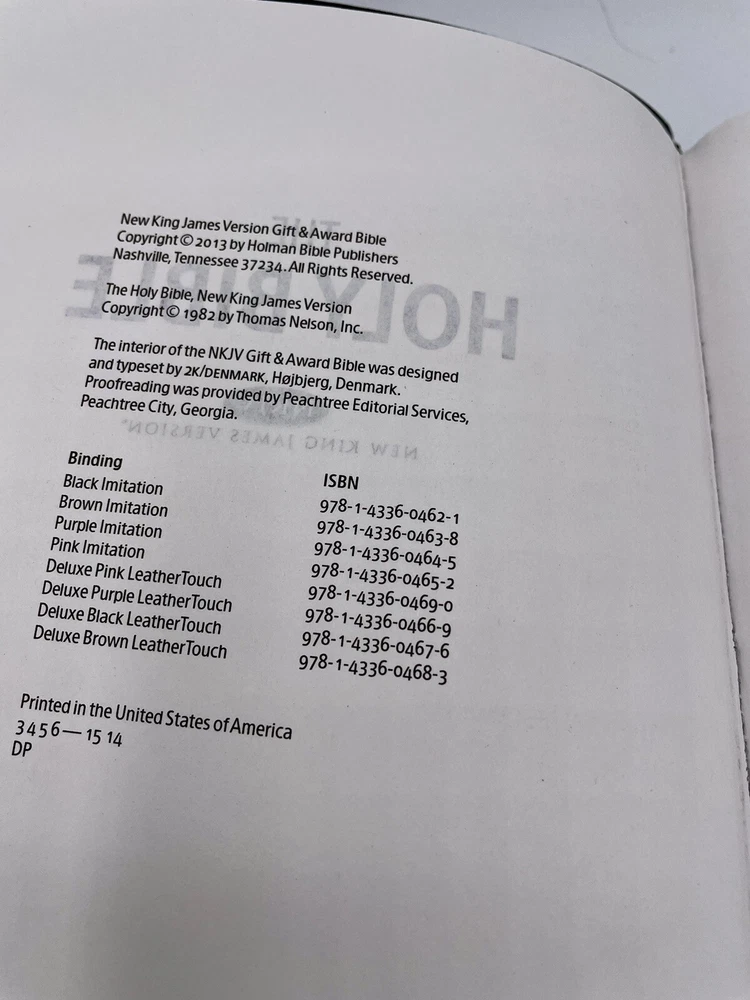 New King James Version Gift & Award Bible
Copyright © 2013 by Holman Bible Publishers
Nashville, Tennessee 37234. All Rights Reserved.
The Holy Bible, New King James Version
Copyright © 1982 by Thomas Nelson, Inc.
The interior of the NKJV Gift & Award Bible was designed
and typeset by 2K/DENMARK, Højbjerg, Denmark.
Proofreading was provided by Peachtree Editorial Services,
Peachtree City, Georgia.
THE
HOLY BIBLE
NEW KING JAMES VERSION®
Binding ISBN
Black Imitation 978-1-4336-0462-1
Brown Imitation 978-1-4336-0463-8
Purple Imitation 978-1-4336-0464-5
Pink Imitation 978-1-4336-0465-2
Deluxe Pink LeatherTouch 978-1-4336-0469-0
Deluxe Purple LeatherTouch 978-1-4336-0466-9
Deluxe Black LeatherTouch 978-1-4336-0467-6
Deluxe Brown LeatherTouch 978-1-4336-0468-3
Printed in the United States of America
3 4 5 6 — 15 14
DP